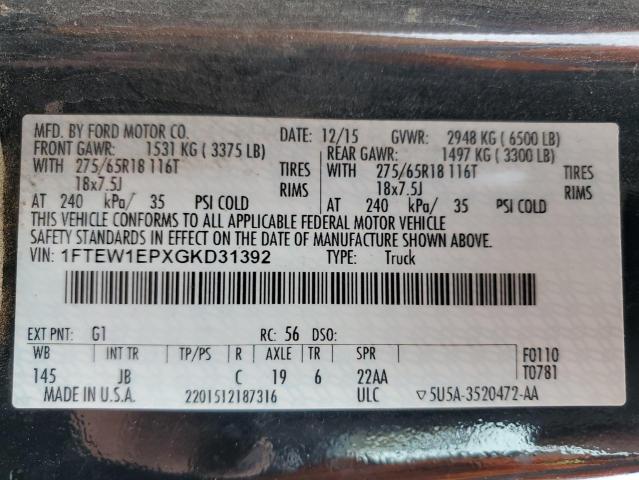 MFD. BY FORD MOTOR CO. DATE: 12/15 GVWR: 2948 KG ( 6500 LB)
FRONT GAWR: 1531 KG ( 3375 LB) REAR GAWR: 1497 KG ( 3300 LB)
WITH 275/65R18 116T TIRES WITH 275/65R18 116T TIRES
18x7.5J RIMS 18x7.5J RIMS
AT 240 kPa/ 35 PSI COLD AT 240 kPa/ 35 PSI COLD
THIS VEHICLE CONFORMS TO ALL APPLICABLE FEDERAL MOTOR VEHICLE
SAFETY STANDARDS IN EFFECT ON THE DATE OF MANUFACTURE SHOWN ABOVE.
VIN: 1FTEW1EPXGKD31392 TYPE: Truck
EXT PNT: G1 RC: 56 DSO:
WB INT TR TP/PS R AXLE TR SPR F0110
145 JB C 19 6 22AA T0781
MADE IN U.S.A. 2201512187316 ULC ▽5U5A-3520472-AA